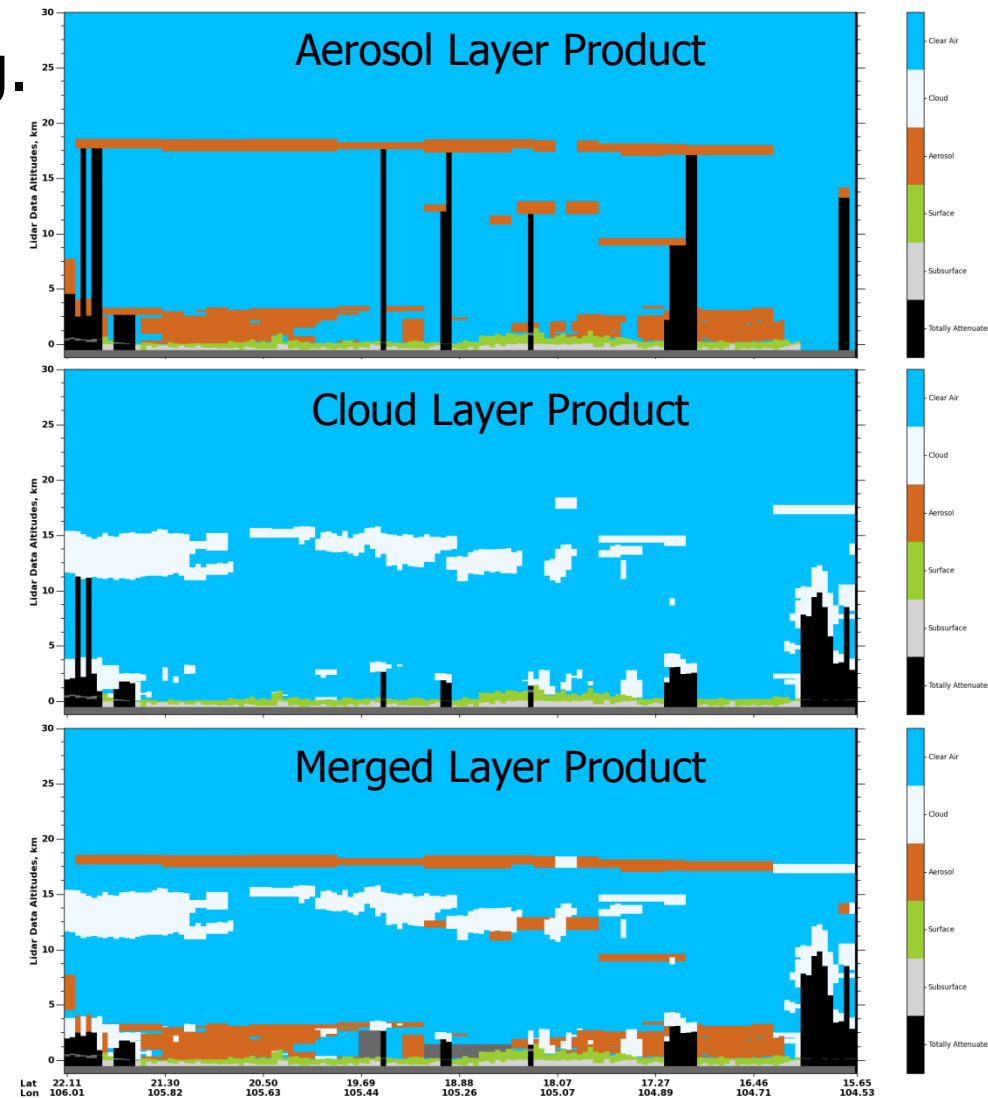 g.
Aerosol Layer Product
Lidar Data Altitudes, km
30
25
20
15
10
5
0
Clear Air
Cloud
Aerosol
Surface
Subsurface
Totally Attenuate
Cloud Layer Product
Lidar Data Altitudes, km
30
25
20
15
10
5
0
Clear Air
Cloud
Aerosol
Surface
Subsurface
Totally Attenuate
Merged Layer Product
Lidar Data Altitudes, km
30
25
20
15
10
5
0
Clear Air
Cloud
Aerosol
Surface
Subsurface
Totally Attenuate
Lat 22.11 21.30 20.50 19.69 18.88 18.07 17.27 16.46 15.65
Lon 106.01 105.82 105.63 105.44 105.26 105.07 104.89 104.71 104.53